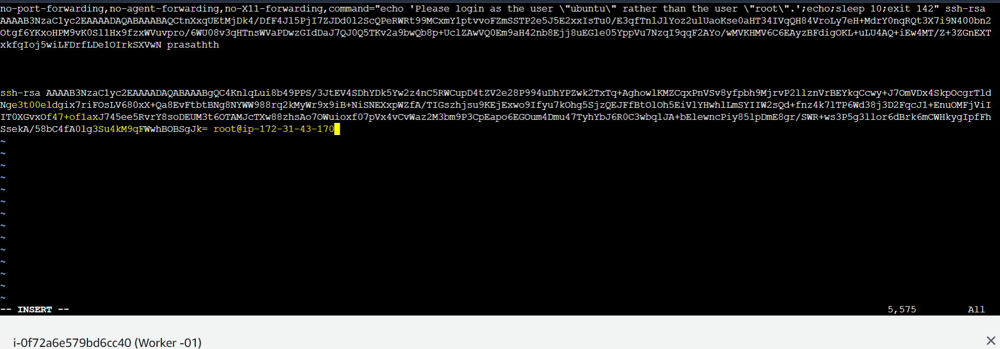 no-port-forwarding,no-agent-forwarding,no-X11-forwarding,command="echo 'Please login as the user \"ubuntu\" rather than the user \"root\".';echo;sleep 10;exit 142" ssh-rsa
AAAAB3NzaC1yc2EAAAADAQABAAABAQCtnXxqUEtMjDk4/DfF4Jl5PjI7ZJDd0l2ScQPeRWRt99MCxmY1ptvvoFZmSSTP2e5J5E2xxIsTu0/E3qfTnlJlYoz2ulUaoKse0aHT34IVqQH84VroLy7eH+MdrY0nqRQt3X7i9N400bn2
Otgf6YKxoHPM9vK0Sl1Hx9fzxWVuvpro/6WU08v3qHTnsWVaPDwzGIdDaJ7QJ0Q5TKv2a9bwQb8p+UclZAwVQ0Em9aH42nb8Ejj8uEGle05YppVu7NzqI9qqF2AYo/wMVKHMV6C6EAyzBFdigOKL+uLU4AQ+iEw4MT/Z+3ZGnEXT
xkfqIoj5wiLFDrfLDe1OIrkSXVwN prasathth
ssh-rsa AAAAB3NzaC1yc2EAAAADAQABAAABgQC4KnlqLui8b49PPS/3JtEV4SDhYDk5Yw2z4nC5RWCupD4tZV2e28P994uDhYPZwk2TxTq+AghowlKMZCqxPnVSv8yfpbh9MjrvP2llznVrBEYkqCcwy+J7OmVDx4SkpOcgrTld
Nge3t00eldgix7riFOsLV680xX+Qa8EvFtbtBNg8NYWW988rq2kMyWr9x9iB+NiSNEXxpWZfA/TIGszhjsu9KEjExwo9Ifyu7kOhg5SjzQEJFfBtOlOh5EiVlYHwhlLmSYIIW2sQd+fnz4k7lTP6Wd38j3D2FqcJ1+EnuOMFjViI
IT0XGvxOf47+of1axJ745ee5RvrY8soDEUM3t6OTAMJcTXw88zhsAo7OWuioxf07pVx4vCvWaz2M3bm9P3CpEapo6EGOum4Dmu47TyhYbJ6R0C3wbqlJA+bElewncPiy85lpDmE8gr/SWR+ws3P5g3llor6dBrk6mCWHkygIpfFh
SsekA/58bC4fA0lg3Su4kM9qFWwhBOBSgJk= root@ip-172-31-43-170
~
~
~
~
~
~
~
~
~
~
~
~
~
~
-- INSERT -- 5,575 All
i-0f72a6e579bd6cc40 (Worker -01)